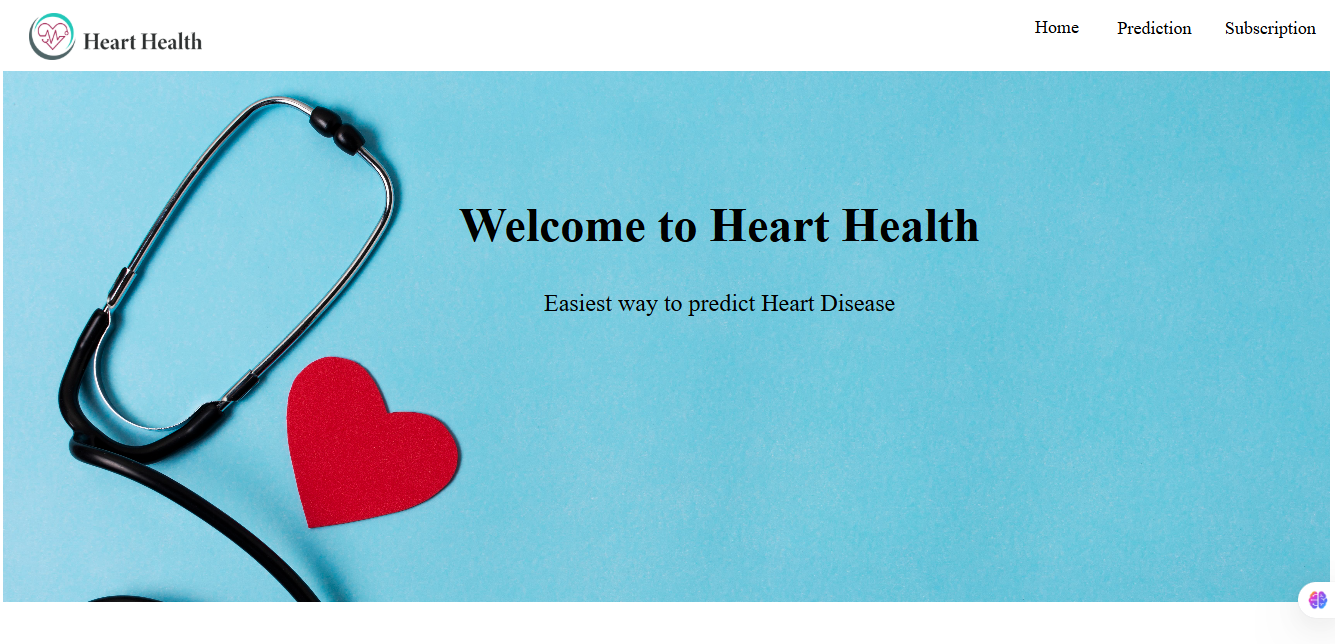 Heart Health
Home Prediction Subscription
Welcome to Heart Health
Easiest way to predict Heart Disease